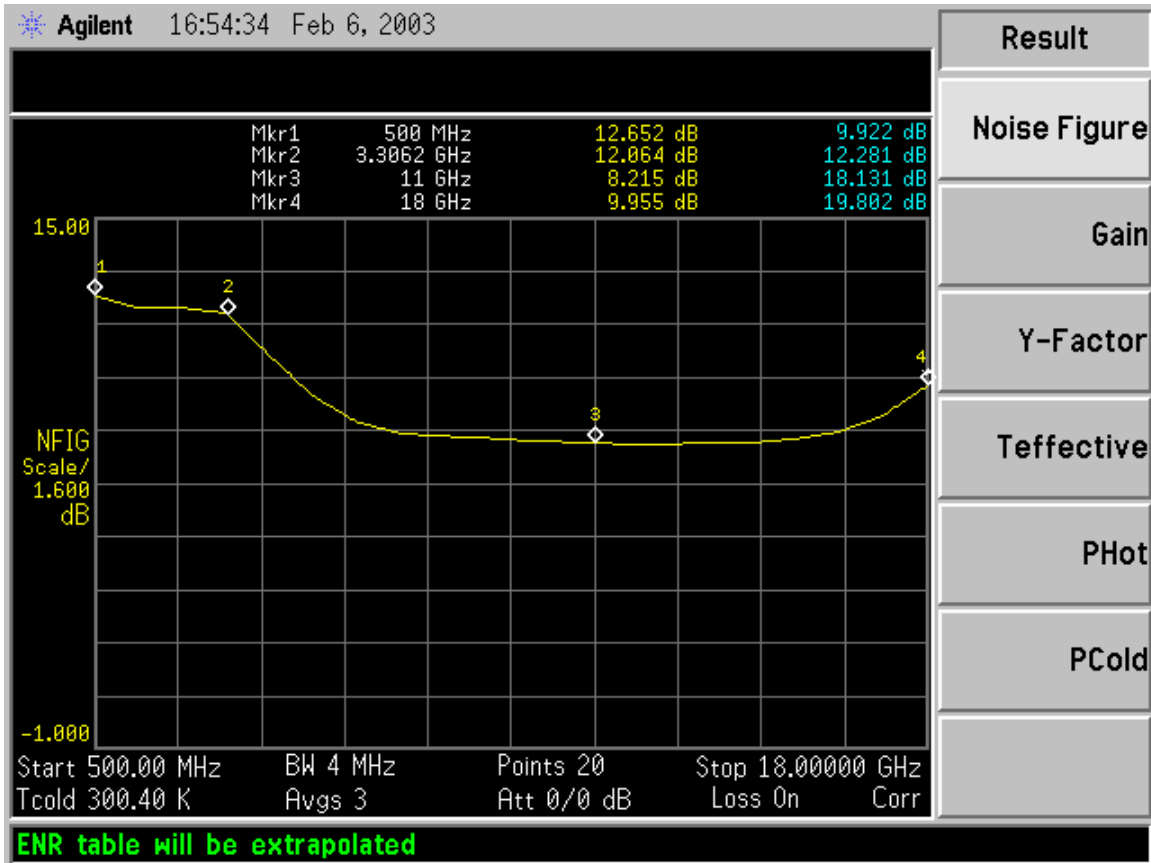 Agilent 16:54:34 Feb 6, 2003
Result
Mkr1 500 MHz 12.652 dB 9.922 dB
Mkr2 3.3062 GHz 12.064 dB 12.281 dB
Mkr3 11 GHz 8.215 dB 18.131 dB
Mkr4 18 GHz 9.955 dB 19.802 dB
15.00
1
2
3
4
NFIG
Scale/
1.600
dB
-1.000
Start 500.00 MHz BW 4 MHz Points 20 Stop 18.00000 GHz
Tcold 300.40 K Avgs 3 Att 0/0 dB Loss On Corr
ENR table will be extrapolated
Noise Figure
Gain
Y-Factor
Teffective
PHot
PCold